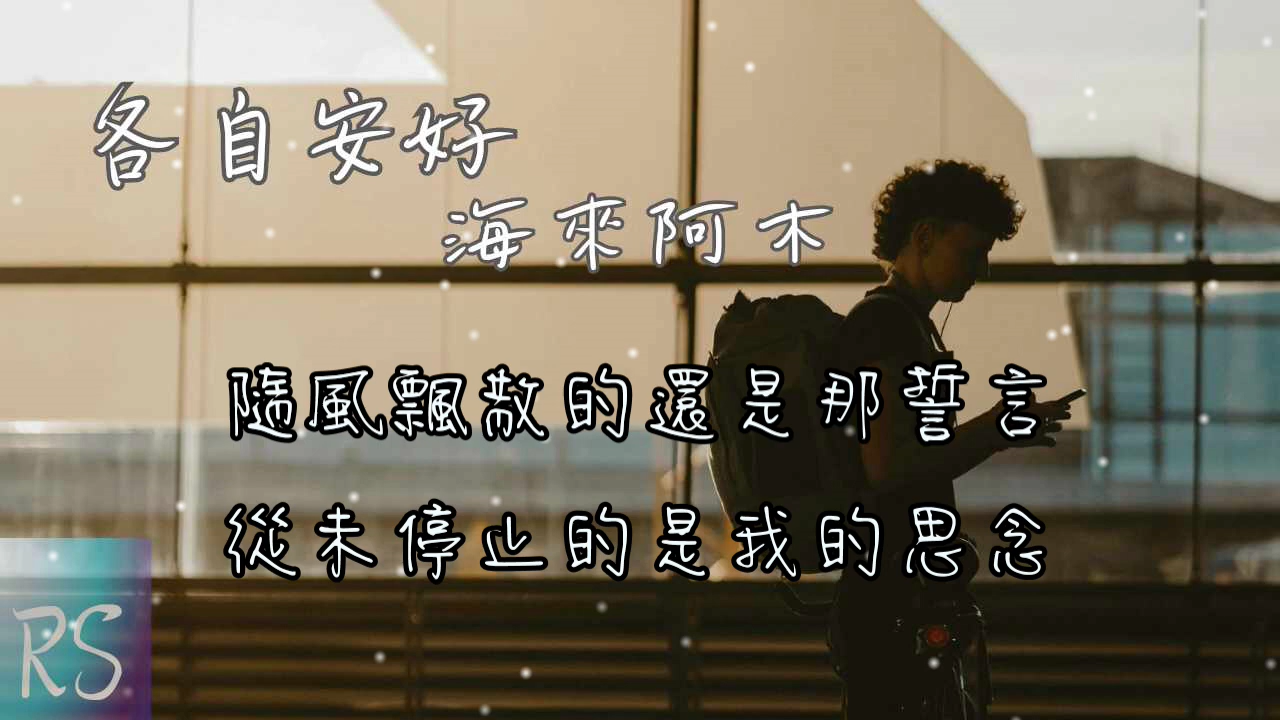 各自安好
海來阿木
隨風飄散的還是那誓言
從未停止的是我的思念
RS